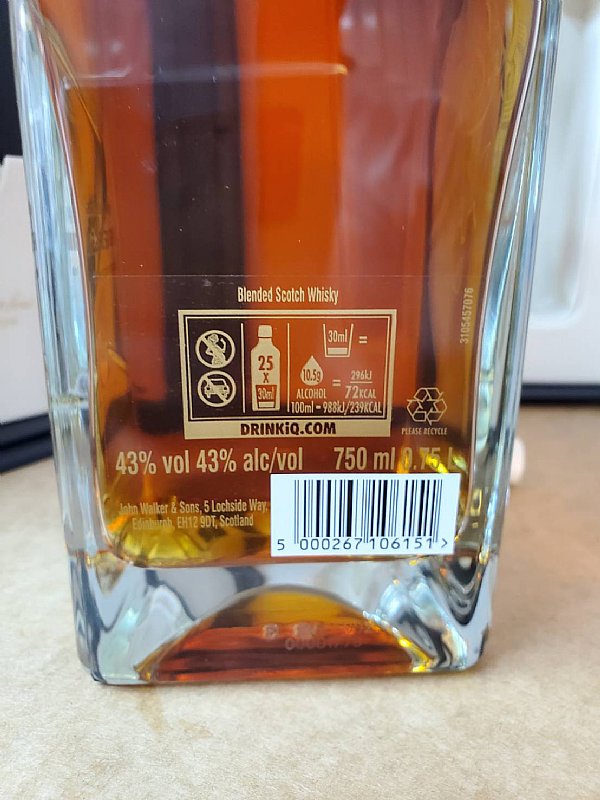 Blended Scotch Whisky
25
X
30ml
30ml =
10.5g
ALCOHOL
=
296kJ
72KCAL
100ml = 988kJ/239KCAL
DRINKiQ.COM
PLEASE RECYCLE
3105457076
43% vol 43% alc/vol 750 ml 0.75
John Walker & Sons, 5 Lochside Way,
Edinburgh, EH12 9DT, Scotland
5 000267 106151 >